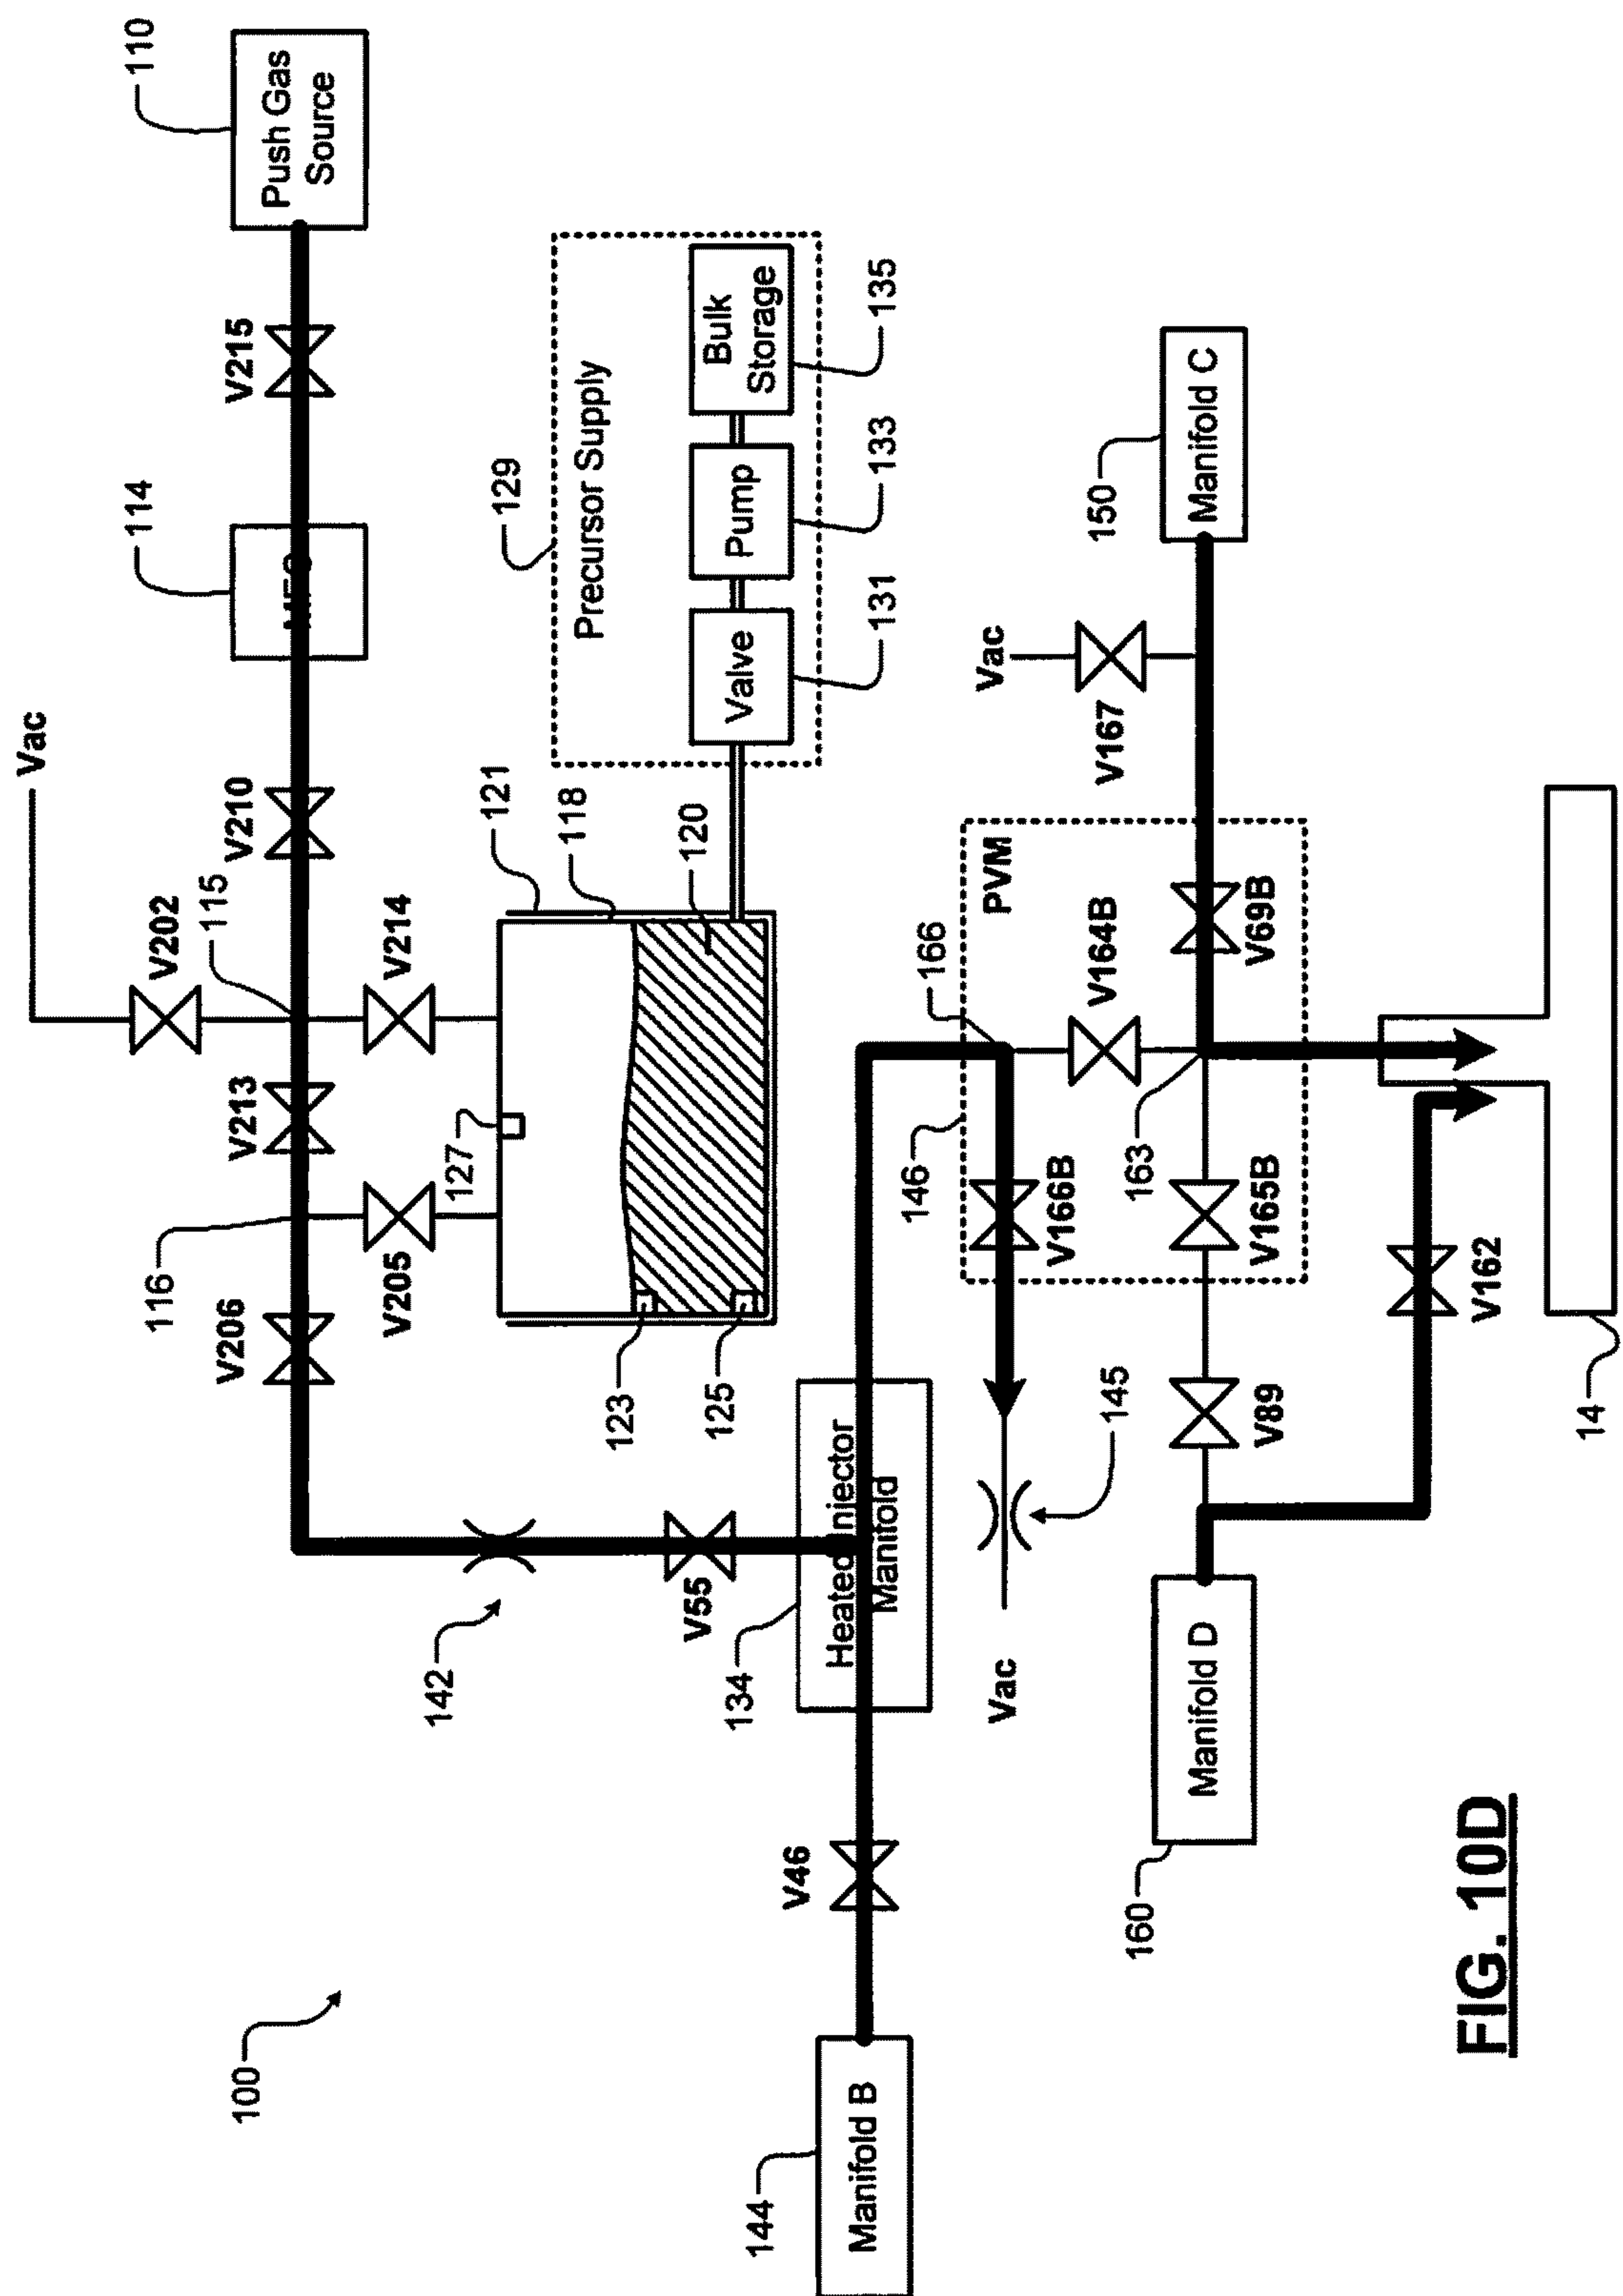 Vac
110
114
V202
V215
116
115
V206
V213
V210
100
Push Gas
Source
V205
V214
142
127
121
129
118
123
Precursor Supply
120
V55
125
134
Valve
Pump
Bulk
Storage
144
V46
Heated Injector
Manifold
131
133
135
Manifold B
146
166
PVM
Vac
Vac
V166B
V164B
V167
150
145
160
163
Manifold D
Manifold C
V89
V165B
V69B
V162
FIG. 10D
14